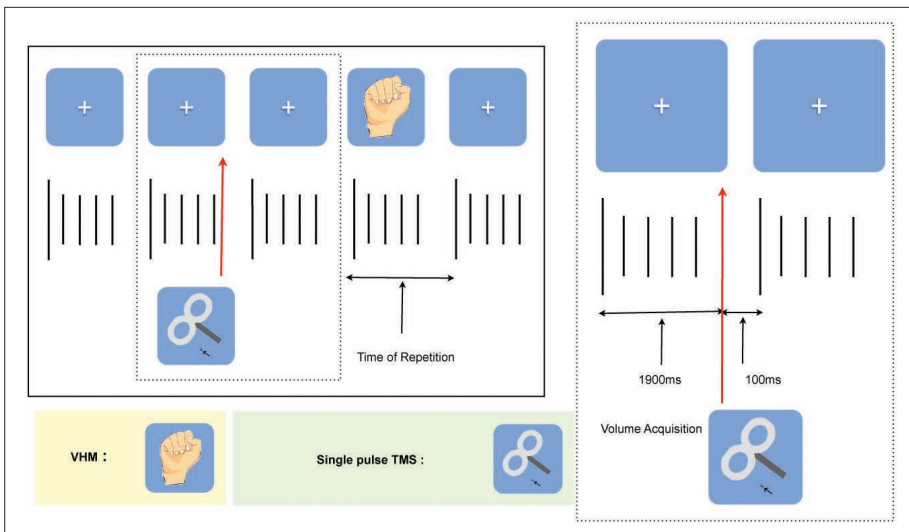 Time of Repetition
1900ms
100ms
Volume Acquisition
VHM：
Single pulse TMS :